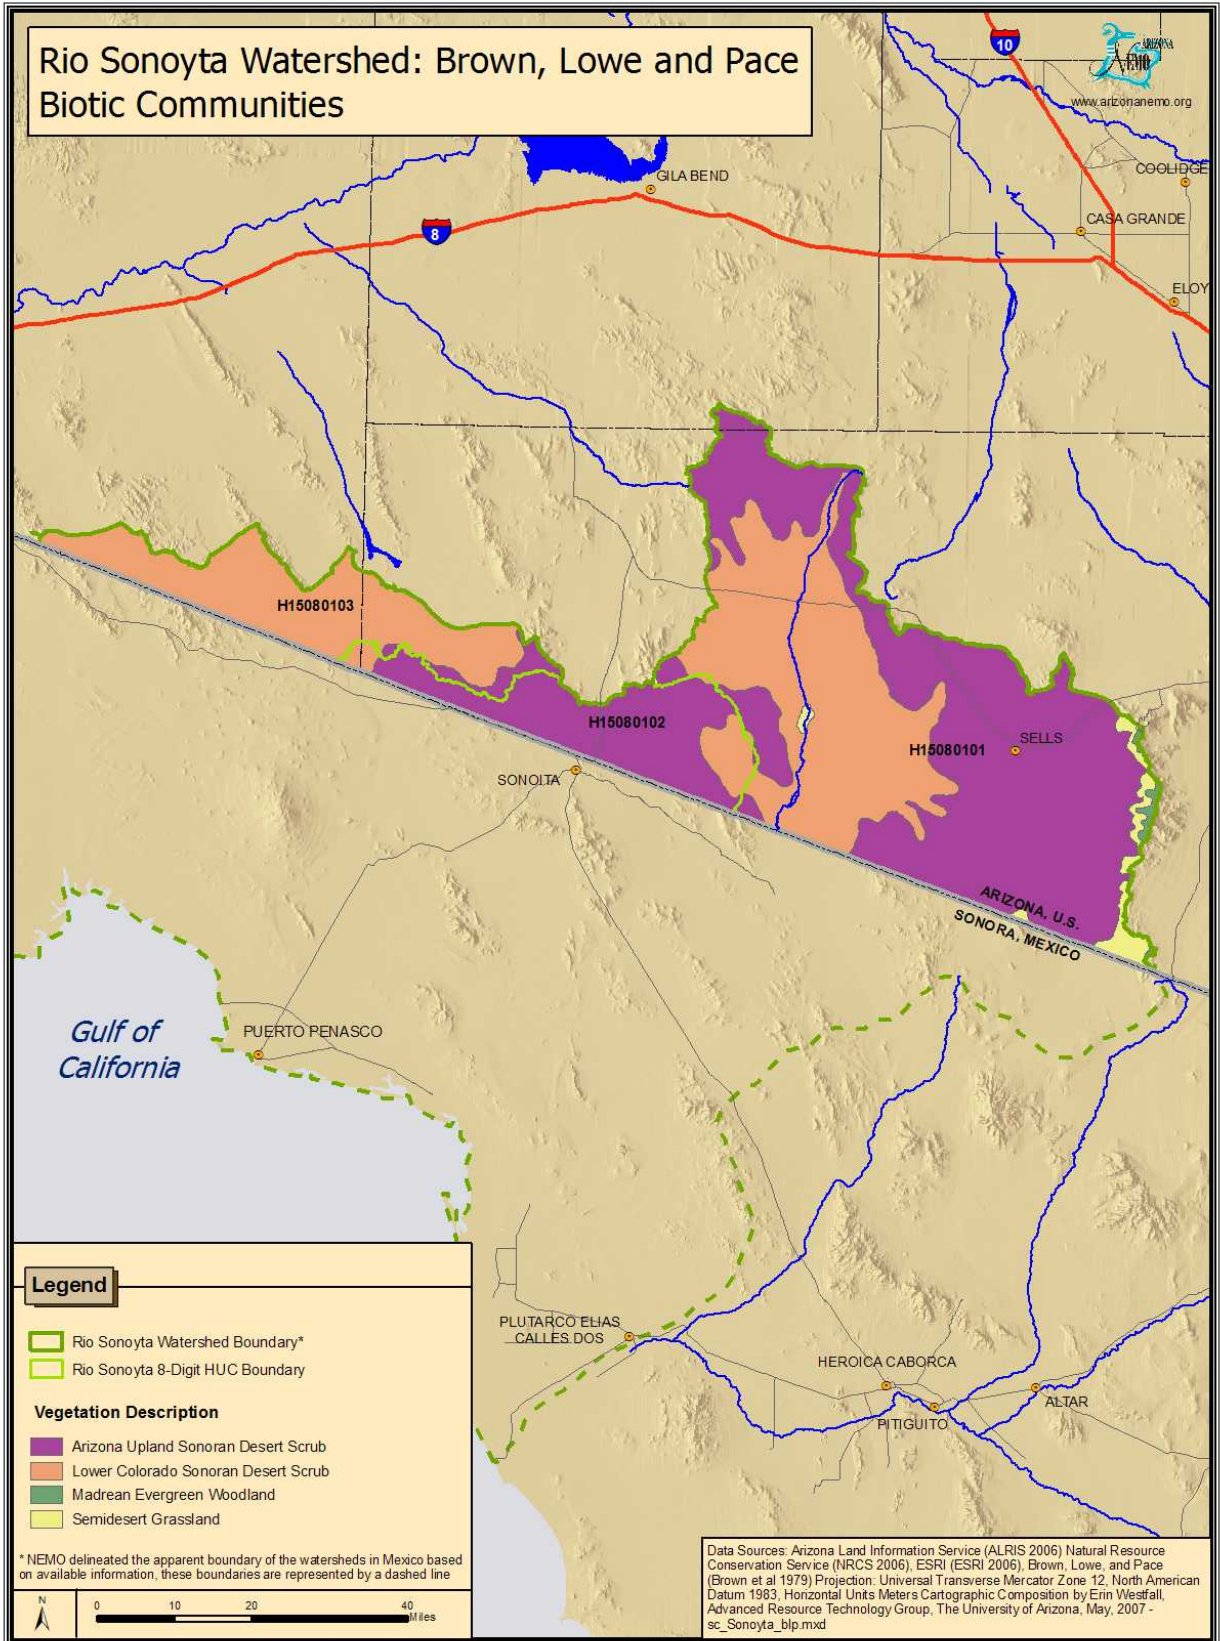 Rio Sonoyta Watershed: Brown, Lowe and Pace
Biotic Communities
10
ARIZONA
NEMO
www.arizonanemo.org
COOLIDGE
GILA BEND
CASA GRANDE
8
ELOY
H15080103
H15080102
H15080101
SELLS
SONOITA
ARIZONA, U.S.
SONORA, MEXICO
Gulf of
California
PUERTO PENASCO
PLUTARCO ELIAS
CALLES DOS
HEROICA CABORCA
PITIGUITO
ALTAR
Legend
Rio Sonoyta Watershed Boundary*
Rio Sonoyta 8-Digit HUC Boundary
Vegetation Description
Arizona Upland Sonoran Desert Scrub
Lower Colorado Sonoran Desert Scrub
Madrean Evergreen Woodland
Semidesert Grassland
* NEMO delineated the apparent boundary of the watersheds in Mexico based
on available information, these boundaries are represented by a dashed line
N
0 10 20 40
Miles
Data Sources: Arizona Land Information Service (ALRIS 2006) Natural Resource
Conservation Service (NRCS 2006), ESRI (ESRI 2006), Brown, Lowe, and Pace
(Brown et al 1979) Projection: Universal Transverse Mercator Zone 12, North American
Datum 1983, Horizontal Units Meters Cartographic Composition by Erin Westfall,
Advanced Resource Technology Group, The University of Arizona, May, 2007 -
sc_Sonoyta_blp.mxd